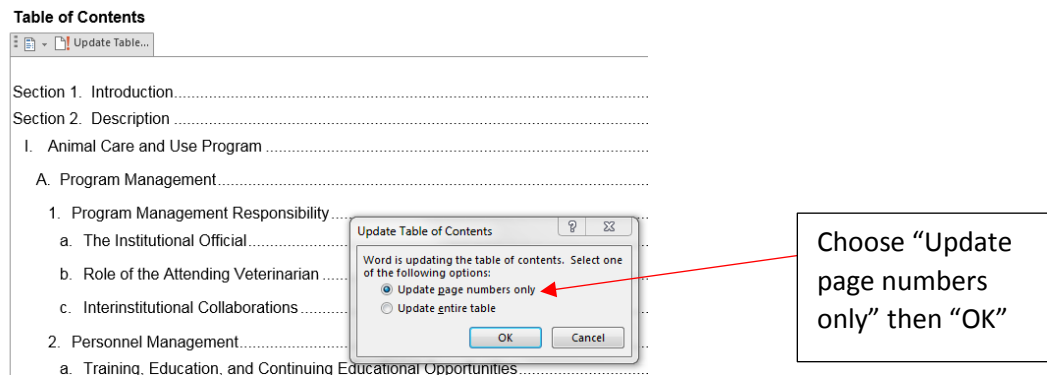 Table of Contents
Update Table...
Section 1. Introduction
Section 2. Description
I. Animal Care and Use Program
A. Program Management
1. Program Management Responsibility
a. The Institutional Official
b. Role of the Attending Veterinarian
c. Interinstitutional Collaborations
2. Personnel Management
a. Training, Education, and Continuing Educational Opportunities
Update Table of Contents
Word is updating the table of contents. Select one
of the following options:
Update page numbers only
Update entire table
OK Cancel
Choose “Update
page numbers
only” then “OK”